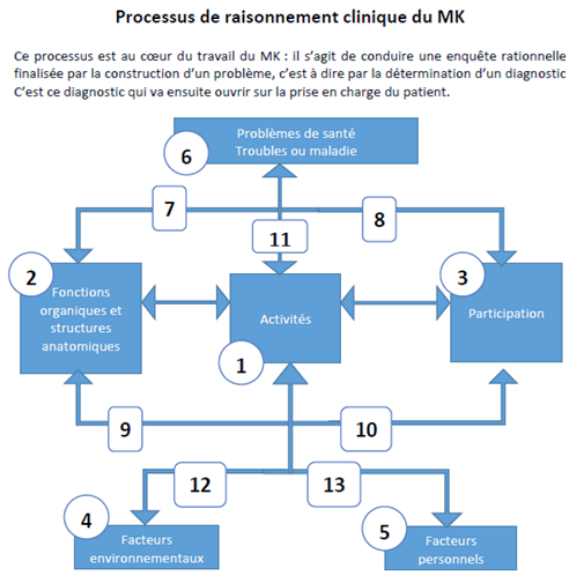 Processus de raisonnement clinique du MK
Ce processus est au cœur du travail du MK : il s’agit de conduire une enquête rationnelle
finalisée par la construction d’un problème, c’est à dire par la détermination d’un diagnostic
C’est ce diagnostic qui va ensuite ouvrir sur la prise en charge du patient.
Problèmes de santé
Troubles ou maladie
6
7
8
11
2
Fonctions
organiques et
structures
anatomiques
Activités
1
3
Participation
9
10
12
13
4
Facteurs
environnementaux
5
Facteurs
personnels